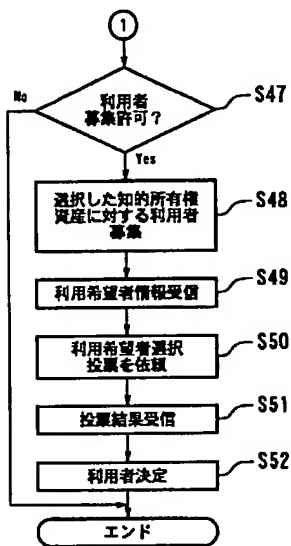 1
利用者
募集許可？
S47
No
Yes
選択した知的所有権
資産に対する利用者
募集
S48
利用希望者情報受信
S49
利用希望者選択
投票を依頼
S50
投票結果受信
S51
利用者決定
S52
エンド